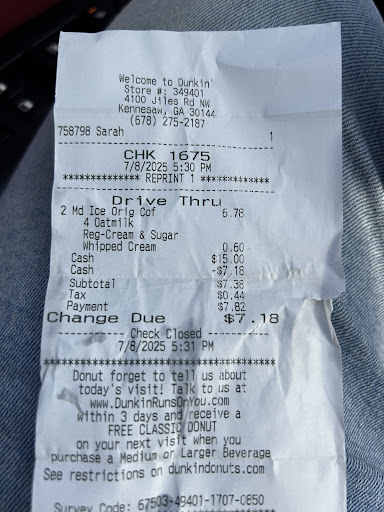 Welcome to Dunkin'
Store #: 349401
4100 Jiles Rd NW
Kennesaw, GA 30144
(678) 275-2187
758798 Sarah 1
CHK 1675
7/8/2025 5:30 PM
************** REPRINT 1 **************
Drive Thru
2 Md Ice Orig Cof 6.78
4 Oatmilk
Reg-Cream & Sugar
Whipped Cream 0.60
Cash $15.00
Cash -$7.18
Subtotal $7.38
Tax $0.44
Payment $7.82
Change Due $7.18
---------- Check Closed ----------
7/8/2025 5:31 PM
***********************************
Donut forget to tell us about
today's visit! Talk to us at
www.DunkinRunsOnYou.com
within 3 days and receive a
FREE CLASSIC DONUT
on your next visit when you
purchase a Medium or Larger Beverage
See restrictions on dunkindonuts.com
Survey Code: 67503-49401-1707-0850